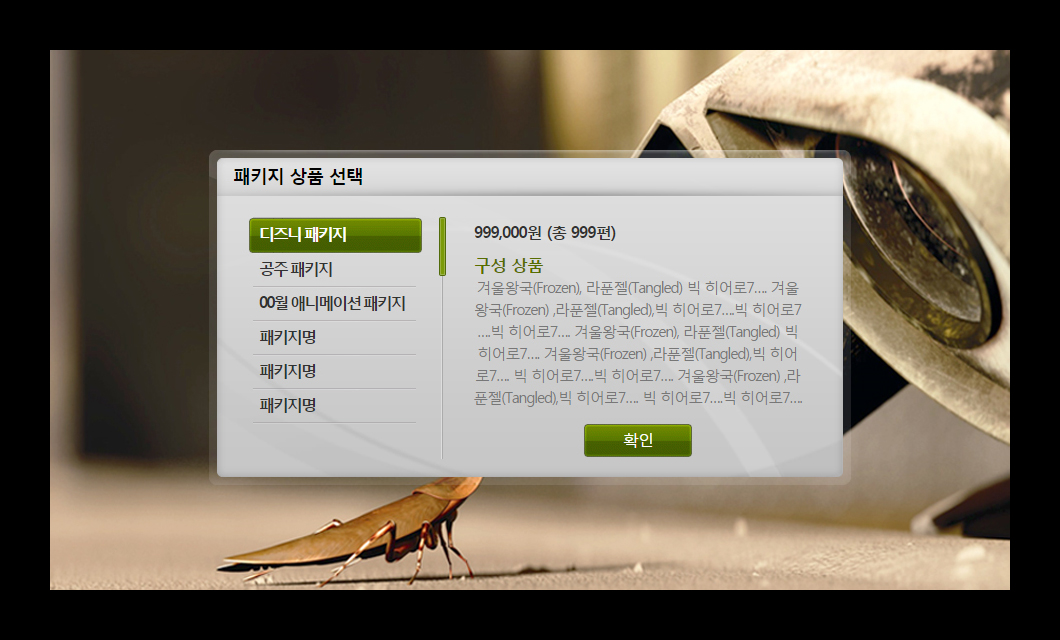 패키지 상품 선택
디즈니 패키지
공주 패키지
00월 애니메이션 패키지
패키지명
패키지명
패키지명
999,000원 (총 999편)
구성 상품
겨울왕국(Frozen), 라푼젤(Tangled) 빅 히어로7.... 겨울
왕국(Frozen) ,라푼젤(Tangled),빅 히어로7....빅 히어로7
....빅 히어로7.... 겨울왕국(Frozen), 라푼젤(Tangled) 빅
히어로7.... 겨울왕국(Frozen) ,라푼젤(Tangled),빅 히어
로7.... 빅 히어로7....빅 히어로7.... 겨울왕국(Frozen) ,라
푼젤(Tangled),빅 히어로7.... 빅 히어로7....빅 히어로7....
확인